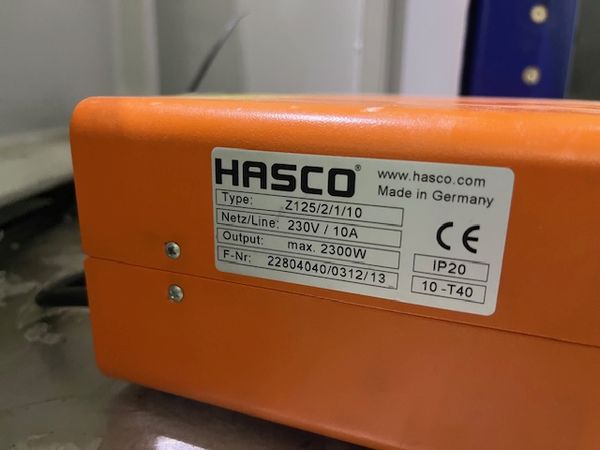 HASCO®
www.hasco.com
Made in Germany
Type: Z125/2/1/10
Netz/Line: 230V / 10A
Output: max. 2300W
F-Nr: 22804040/0312/13
CE
IP20
10 -T40